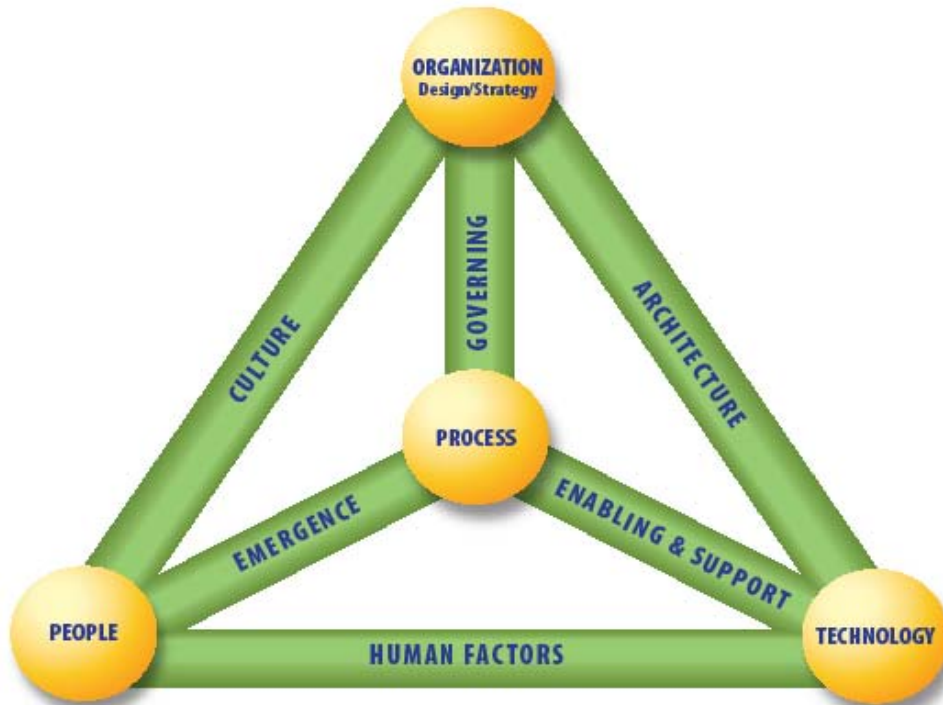 ORGANIZATION
Design/Strategy
GOVERNING
CULTURE
ARCHITECTURE
PROCESS
EMERGENCE
ENABLING & SUPPORT
PEOPLE
HUMAN FACTORS
TECHNOLOGY